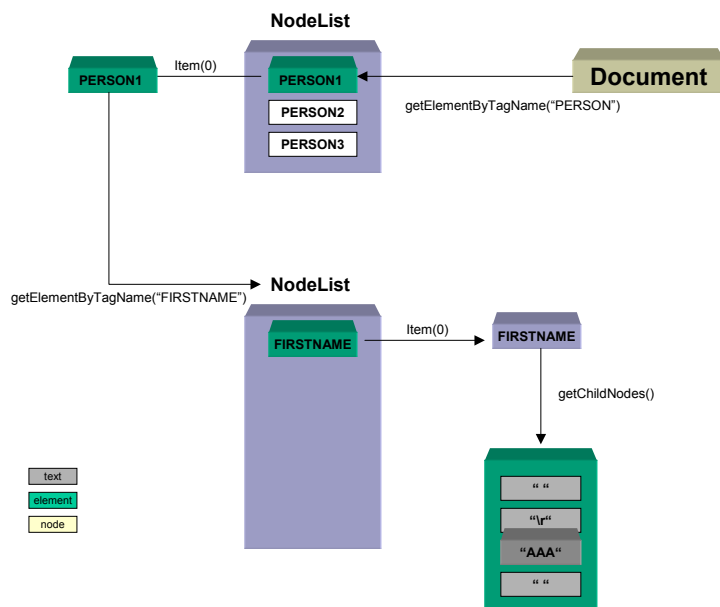 NodeList
PERSON1
Item(0)
PERSON1
Document
getElementByTagName(“PERSON”)
PERSON2
PERSON3
getElementByTagName(“FIRSTNAME”)
NodeList
FIRSTNAME
Item(0)
FIRSTNAME
getChildNodes()
text
element
node
“ “
“\r“
“AAA“
“ “